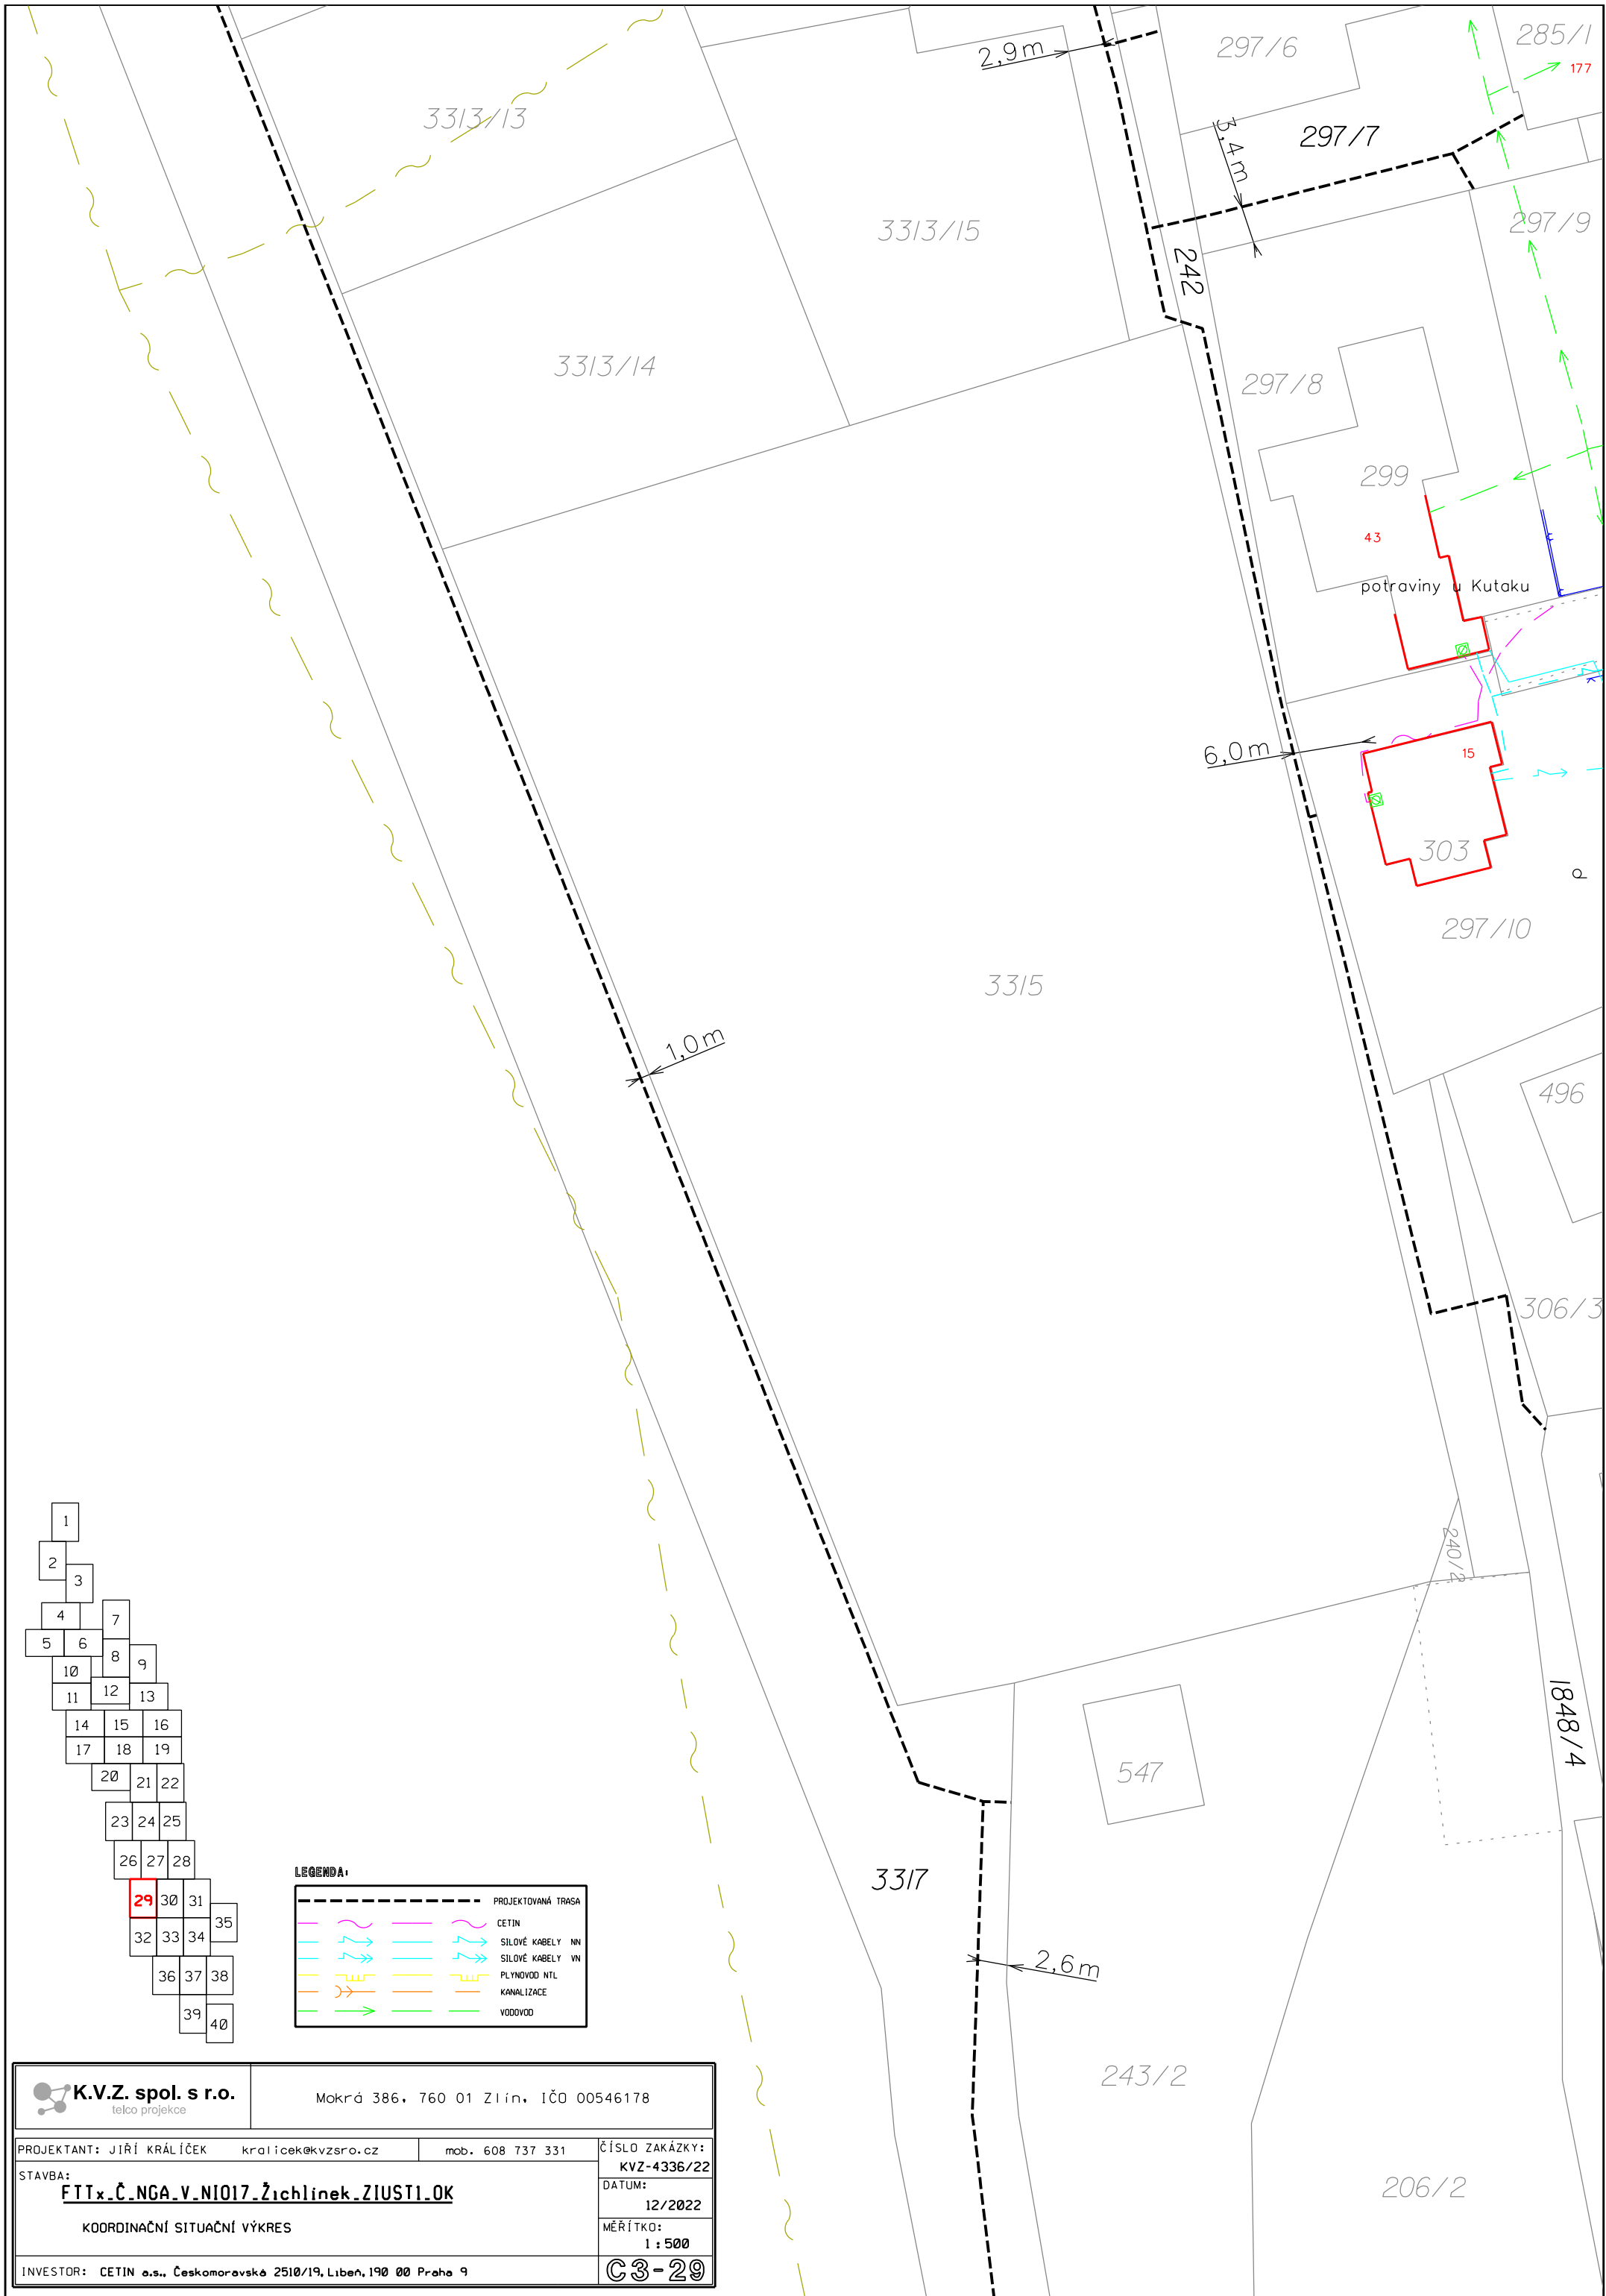 2,9m
297/6
285/1
177
3313/13
3,4m
297/7
3313/15
297/9
242
3313/14
297/8
299
43
potraviny u Kutaku
6,0m
15
303
297/10
3315
1,0m
496
306/3
240/2
1848/4
547
3317
2,6m
243/2
206/2
1
2
3
4
7
5
6
8
9
10
12
11
13
14
15
16
17
18
19
20
21
22
23
24
25
26
27
28
29
30
31
35
32
33
34
36
37
38
39
40
LEGENDA:
PROJEKTOVANÁ TRASA
CETIN
SILOVÉ KABELY NN
SILOVÉ KABELY VN
PLYNOVOD NTL
KANALIZACE
VODOVOD
K.V.Z. spol. s r.o.
telco projekce
Mokrá 386, 760 01 Zlín, IČO 00546178
PROJEKTANT: JIŘÍ KRÁLÍČEK kralicek@kvzsro.cz mob. 608 737 331
ČÍSLO ZAKÁZKY:
KVZ-4336/22
STAVBA:
FTTx_Č_NGA_V_NIO17_Žichlínek_ZIUST1_OK
DATUM:
12/2022
KOORDINAČNÍ SITUAČNÍ VÝKRES
MĚŘÍTKO:
1:500
INVESTOR: CETIN a.s., Českomoravská 2510/19, Libeň, 190 00 Praha 9
C3-29